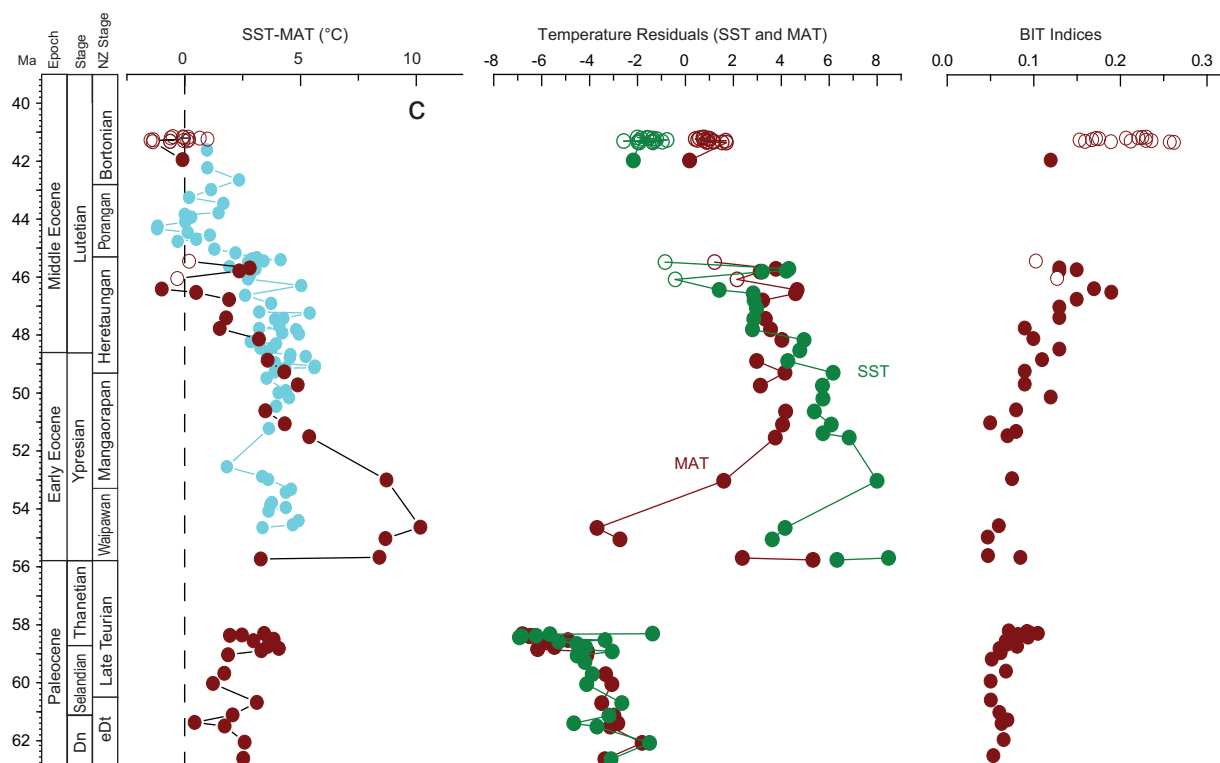 SST-MAT (°C)
Temperature Residuals (SST and MAT)
BIT Indices
Ma
Epoch
Stage
NZ Stage
0 5 10
-8 -6 -4 -2 0 2 4 6 8
0.0 0.1 0.2 0.3
C
40
42
44
46
48
50
52
54
56
58
60
62
Middle Eocene
Early Eocene
Paleocene
Lutetian
Ypresian
Thanetian
Selandian
Dn
Bortonian
Porangan
Heretaungan
Mangaorapan
Waipawan
Late Teurian
eDt
SST
MAT